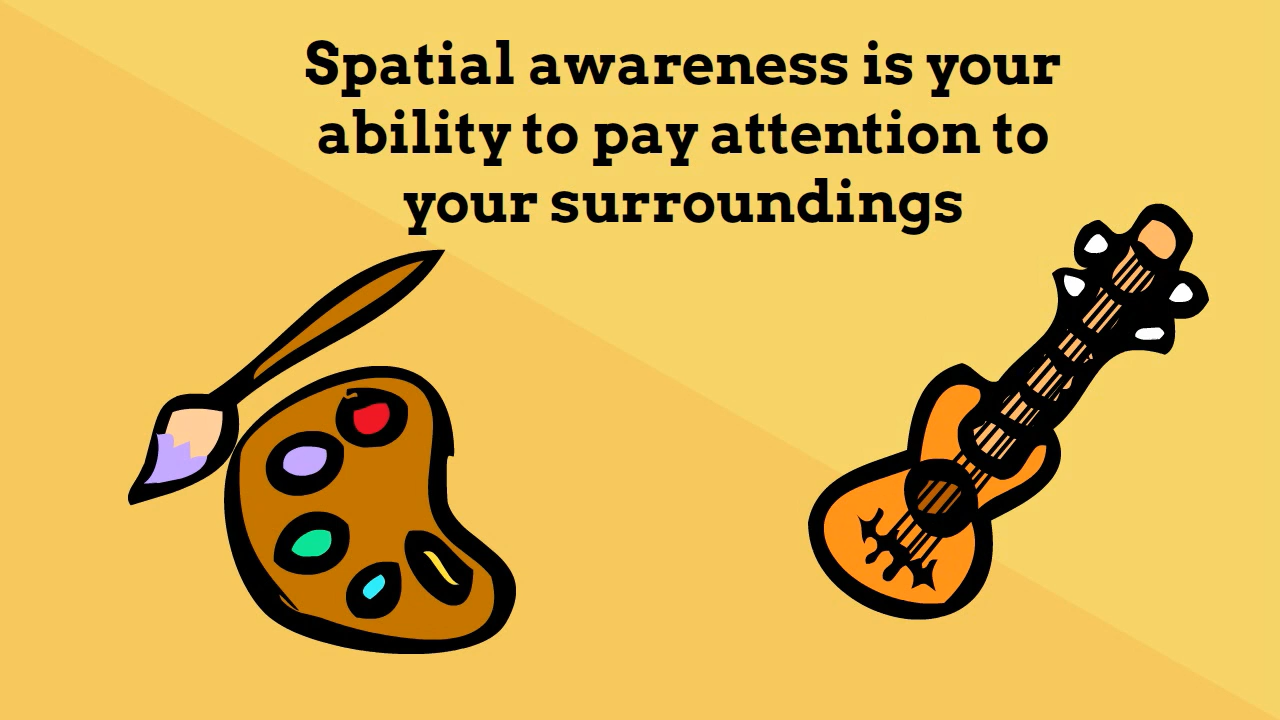 Spatial awareness is your
ability to pay attention to
your surroundings